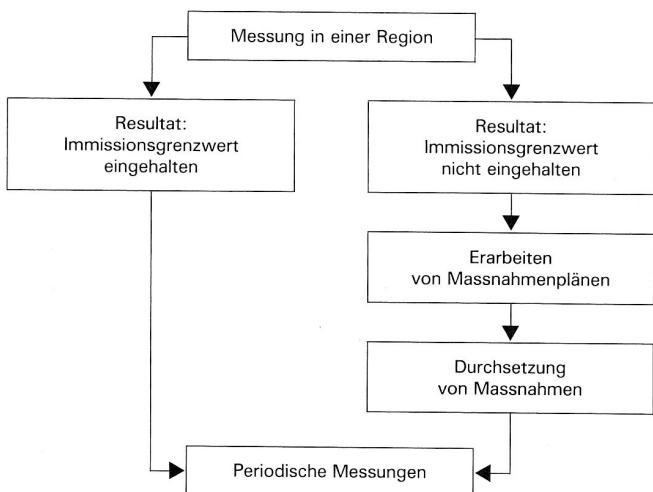 Messung in einer Region
Resultat:
Immissionsgrenzwert
eingehalten
Resultat:
Immissionsgrenzwert
nicht eingehalten
Erarbeiten
von Massnahmenplänen
Durchsetzung
von Massnahmen
Periodische Messungen